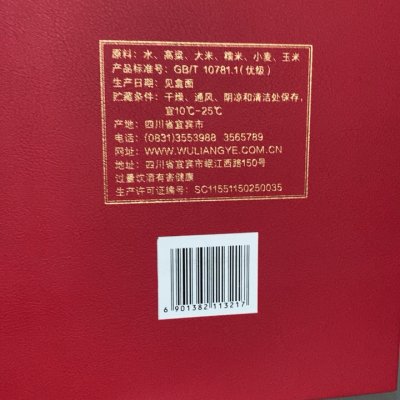 原料：水、高粱、大米、糯米、小麦、玉米
产品标准号：GB/T 10781.1（优级）
生产日期：见盒面
贮藏条件：干燥、通风、阴凉和清洁处保存，
宜10℃~25℃
产地：四川省宜宾市
电话：(0831)3553988 3565789
网址：WWW.WULIANGYE.COM.CN
地址：四川省宜宾市岷江西路150号
过量饮酒有害健康
生产许可证编号：SC11551150250035
6 901382 113217